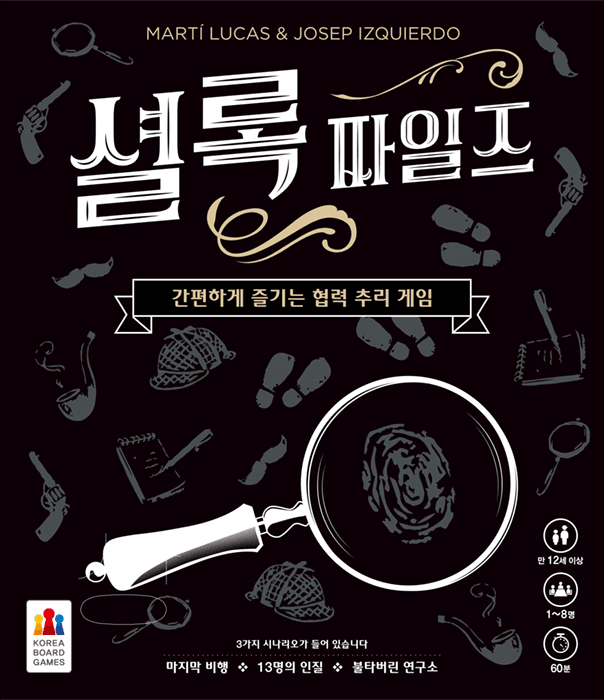 MARTÍ LUCAS & JOSEP IZQUIERDO
셜록 파일즈
간편하게 즐기는 협력 추리 게임
만 12세 이상
1~8명
60분
KOREA
BOARD
GAMES
3가지 시나리오가 들어 있습니다
마지막 비행 ❖ 13명의 인질 ❖ 불타버린 연구소